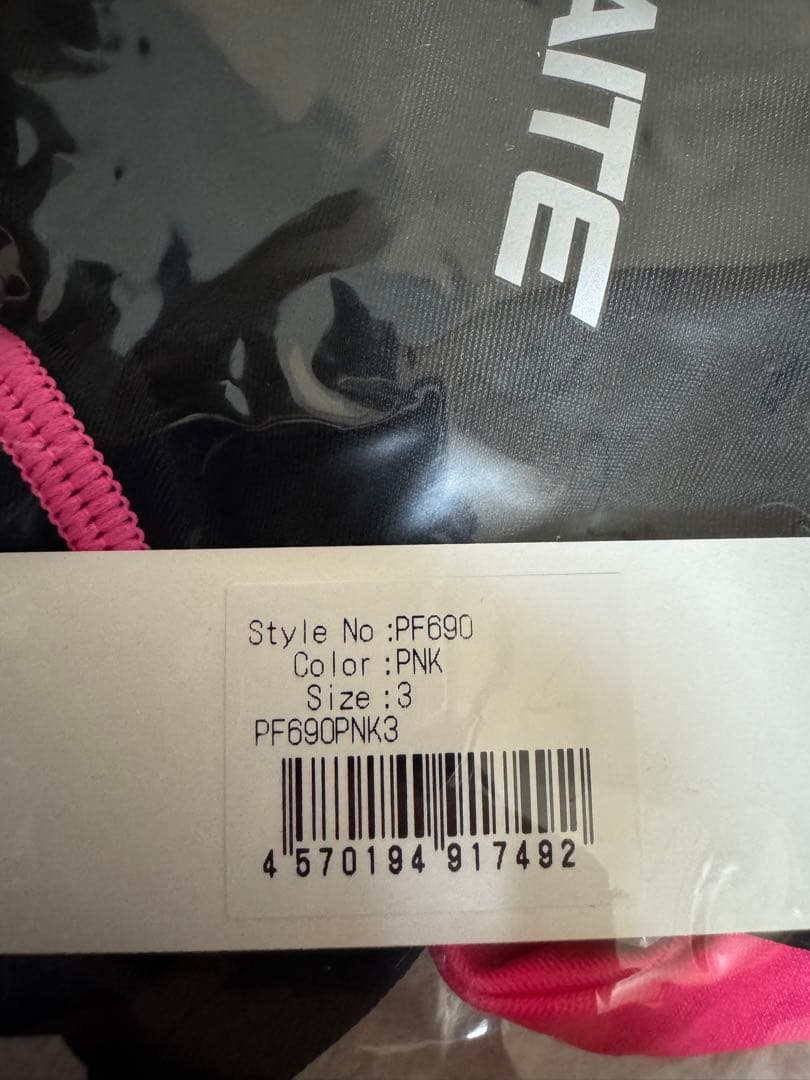 AITE
Style No :PF690
Color :PNK
Size :3
PF690PNK3
4 570194 917492